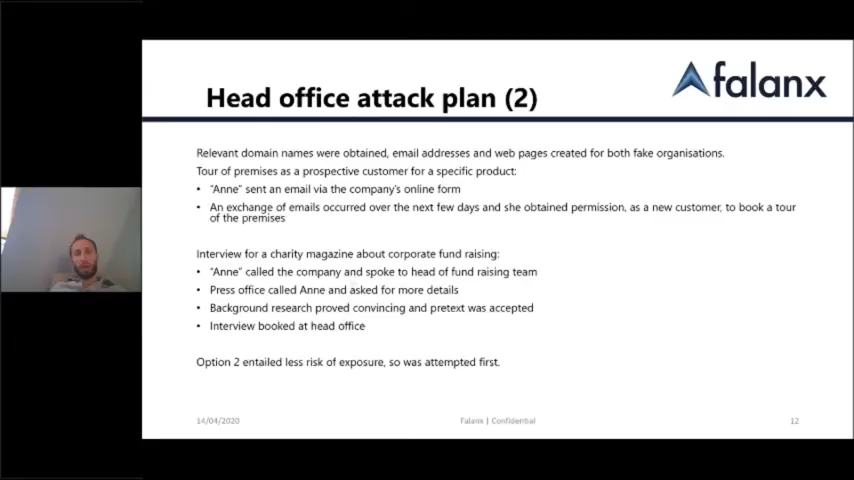 falanx
Head office attack plan (2)
Relevant domain names were obtained, email addresses and web pages created for both fake organisations.
Tour of premises as a prospective customer for a specific product:
• "Anne" sent an email via the company's online form
• An exchange of emails occurred over the next few days and she obtained permission, as a new customer, to book a tour
of the premises
Interview for a charity magazine about corporate fund raising:
• "Anne" called the company and spoke to head of fund raising team
• Press office called Anne and asked for more details
• Background research proved convincing and pretext was accepted
• Interview booked at head office
Option 2 entailed less risk of exposure, so was attempted first.
14/04/2020
Falanx | Confidential
12